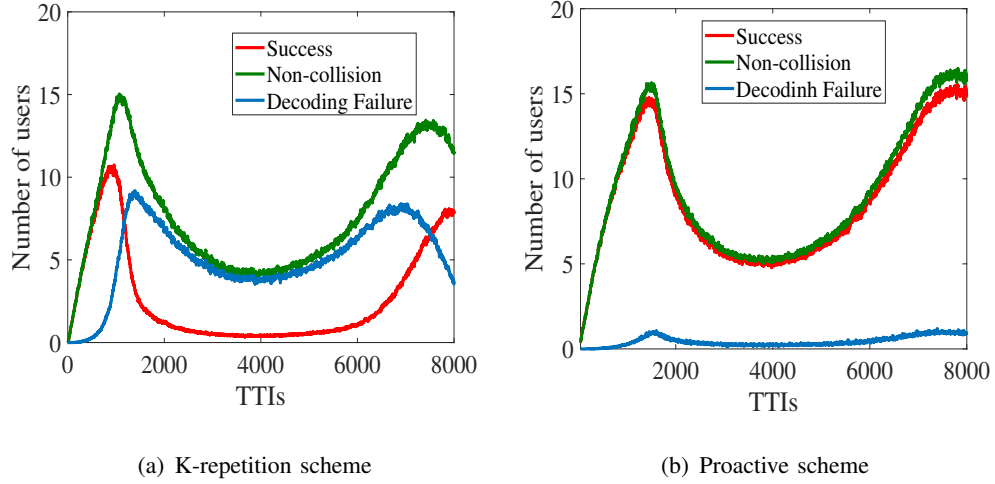 20
15
10
5
0
Number of users
Success
Non-collision
Decoding Failure
0
2000
4000
6000
8000
TTIs
(a) K-repetition scheme
20
15
10
5
0
Number of users
Success
Non-collision
Decodinh Failure
2000
4000
6000
8000
TTIs
(b) Proactive scheme